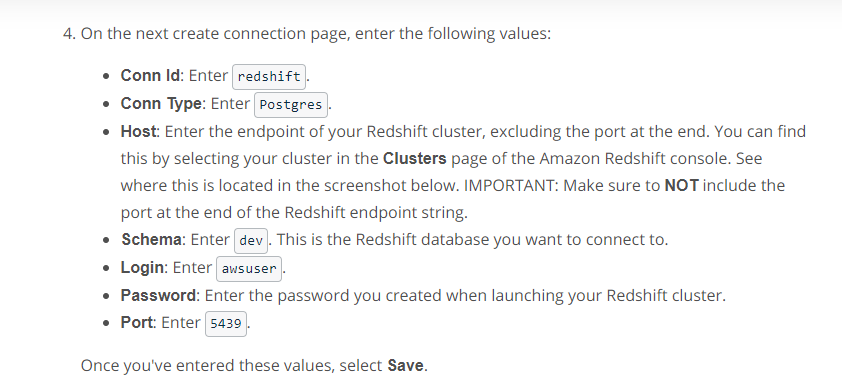 4. On the next create connection page, enter the following values:
• Conn Id: Enter redshift.
• Conn Type: Enter Postgres.
• Host: Enter the endpoint of your Redshift cluster, excluding the port at the end. You can find
this by selecting your cluster in the Clusters page of the Amazon Redshift console. See
where this is located in the screenshot below. IMPORTANT: Make sure to NOT include the
port at the end of the Redshift endpoint string.
• Schema: Enter dev. This is the Redshift database you want to connect to.
• Login: Enter awsuser.
• Password: Enter the password you created when launching your Redshift cluster.
• Port: Enter 5439.
Once you've entered these values, select Save.